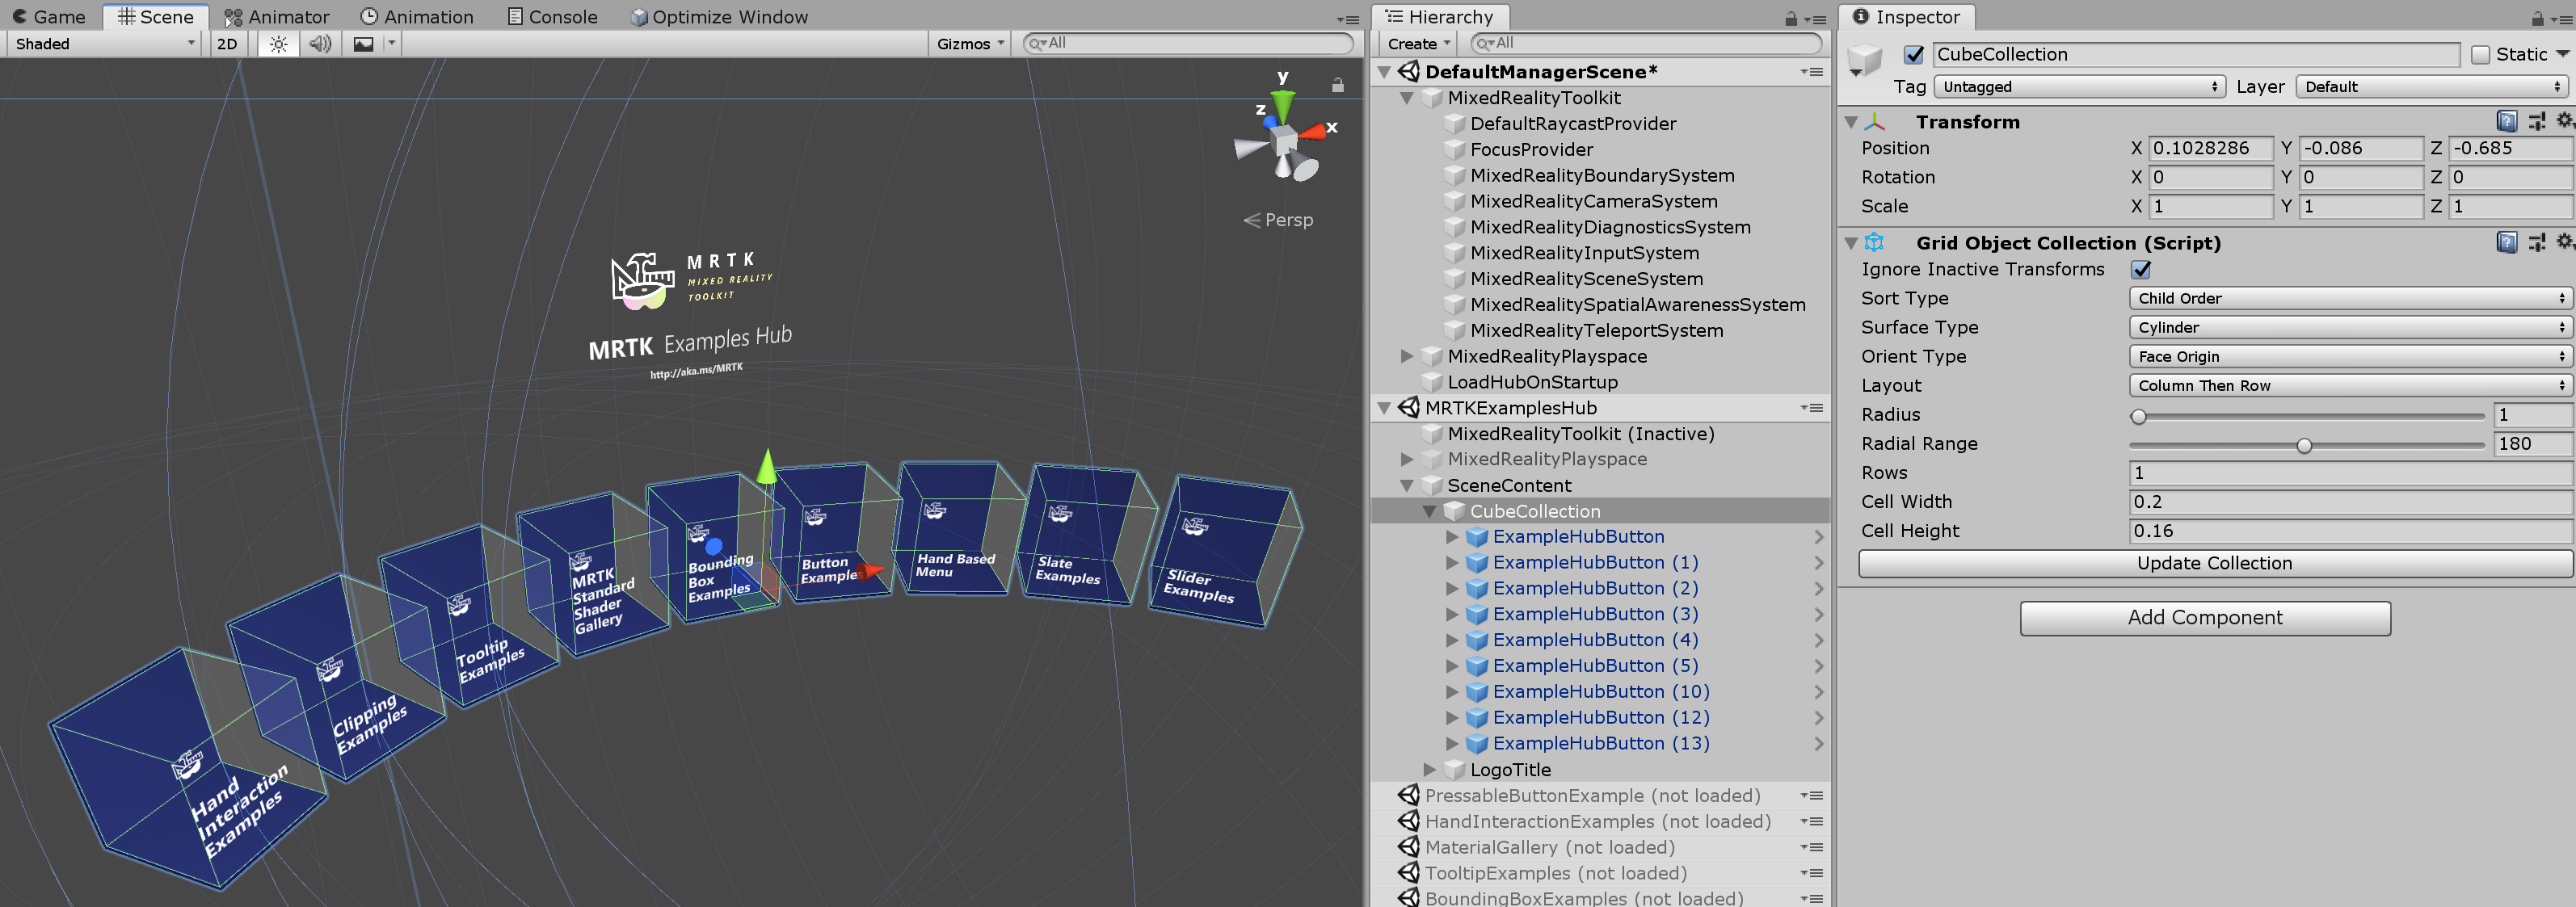 Game
Scene
Animator
Animation
Console
Optimize Window
Shaded
2D
Gizmos
All
y
z
x
Persp
MRTK
MIXED REALITY
TOOLKIT
MRTK Examples Hub
http://aka.ms/MRTK
Hand
Interaction
Examples
Clipping
Examples
Tooltip
Examples
MRTK
Standard
Shader
Gallery
Bounding
Box
Examples
Button
Examples
Hand Based
Menu
Slate
Examples
Slider
Examples
Hierarchy
Create
All
DefaultManagerScene*
MixedRealityToolkit
DefaultRaycastProvider
FocusProvider
MixedRealityBoundarySystem
MixedRealityCameraSystem
MixedRealityDiagnosticsSystem
MixedRealityInputSystem
MixedRealitySceneSystem
MixedRealitySpatialAwarenessSystem
MixedRealityTeleportSystem
MixedRealityPlayspace
LoadHubOnStartup
MRTKExamplesHub
MixedRealityToolkit (Inactive)
MixedRealityPlayspace
SceneContent
CubeCollection
ExampleHubButton
ExampleHubButton (1)
ExampleHubButton (2)
ExampleHubButton (3)
ExampleHubButton (4)
ExampleHubButton (5)
ExampleHubButton (10)
ExampleHubButton (12)
ExampleHubButton (13)
LogoTitle
PressableButtonExample (not loaded)
HandInteractionExamples (not loaded)
MaterialGallery (not loaded)
TooltipExamples (not loaded)
BoundingBoxExamples (not loaded)
Inspector
CubeCollection
Static
Tag Untagged Layer Default
Transform
Position X 0.1028286 Y -0.086 Z -0.685
Rotation X 0 Y 0 Z 0
Scale X 1 Y 1 Z 1
Grid Object Collection (Script)
Ignore Inactive Transforms
Sort Type Child Order
Surface Type Cylinder
Orient Type Face Origin
Layout Column Then Row
Radius 1
Radial Range 180
Rows 1
Cell Width 0.2
Cell Height 0.16
Update Collection
Add Component